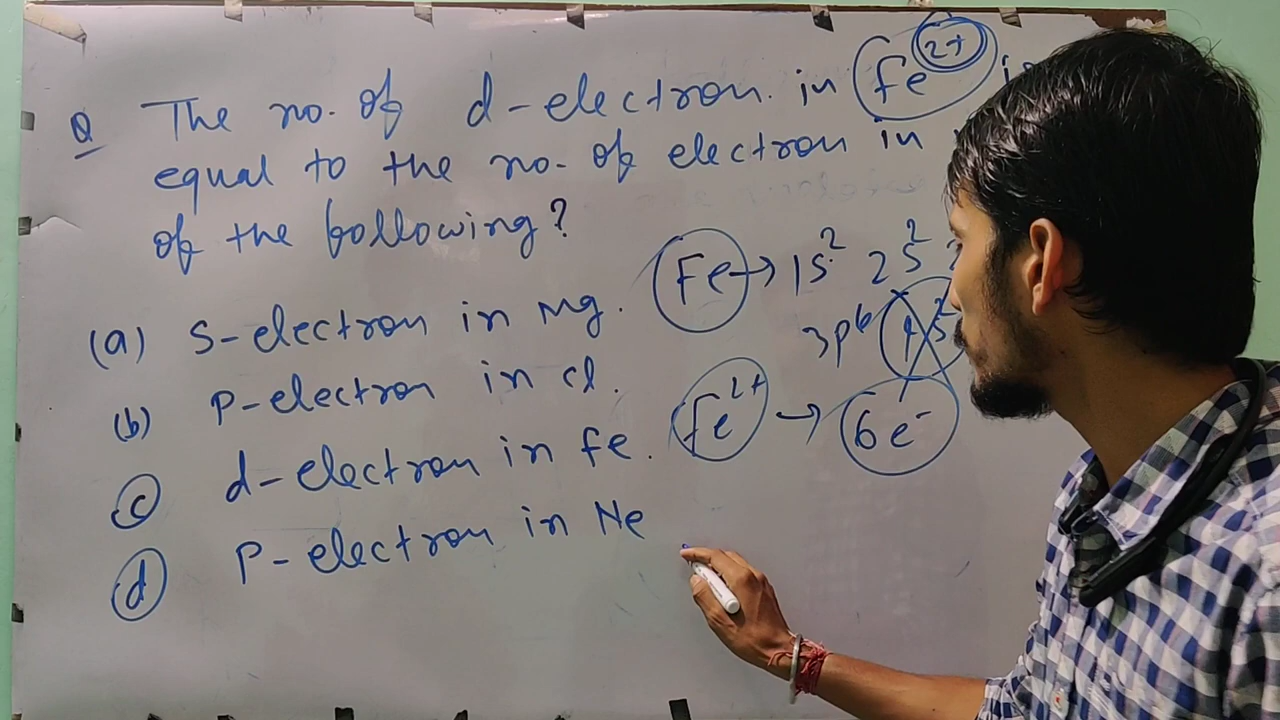 Q The no. of d-electron. in Fe2+
equal to the no. of electron in
of the following?
(a) S-electron in Mg.
(b) P-electron in cl.
(c) d-electron in fe.
(d) P-electron in Ne
Fe → 1S2 2S2
3p6 4S2
fe2+ → 6e-